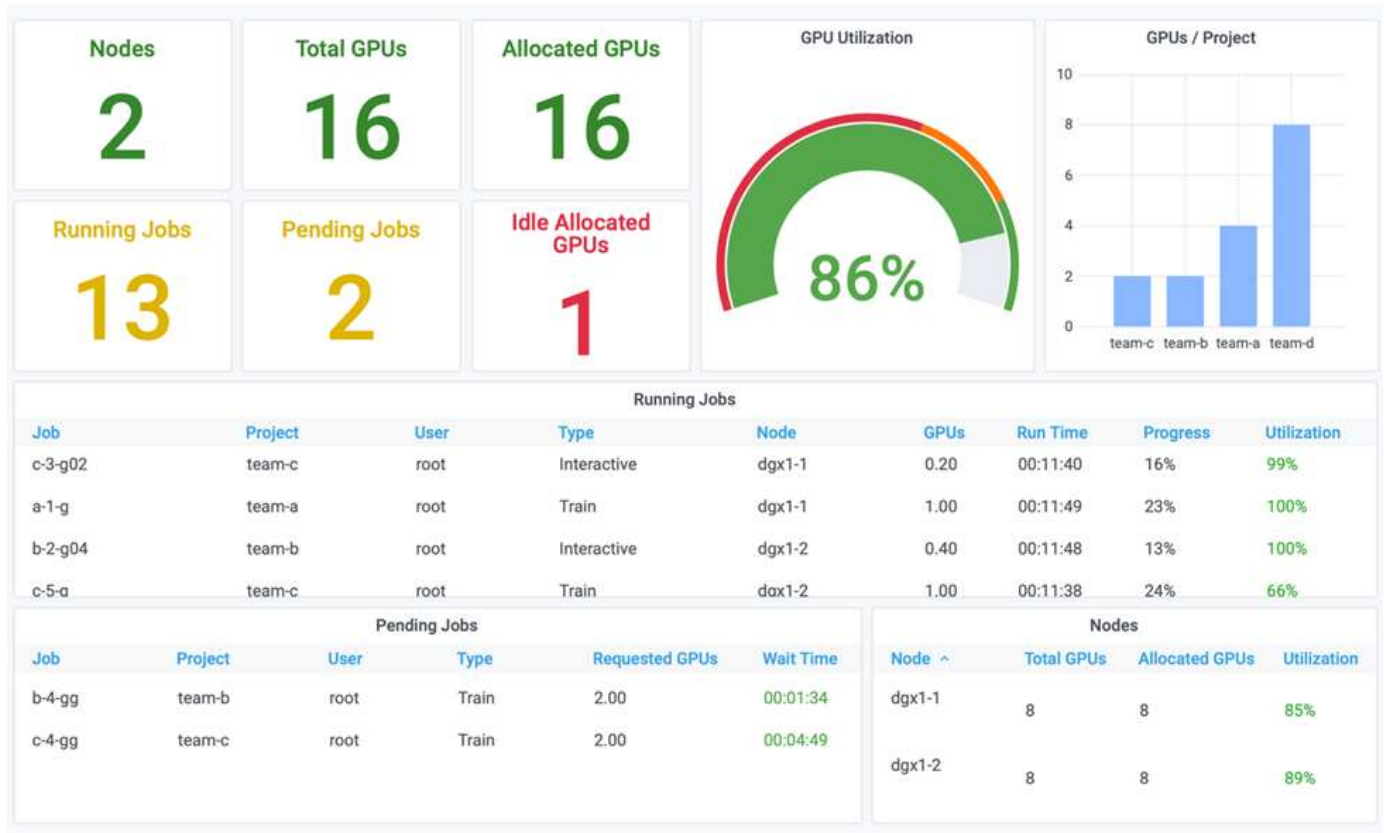 Nodes
2
Total GPUs
16
Allocated GPUs
16
Running Jobs
13
Pending Jobs
2
Idle Allocated
GPUs
1
GPU Utilization
86%
GPUs / Project
10
8
6
4
2
0
team-c team-b team-a team-d
Running Jobs
Job Project User Type Node GPUs Run Time Progress Utilization
c-3-g02 team-c root Interactive dgx1-1 0.20 00:11:40 16% 99%
a-1-g team-a root Train dgx1-1 1.00 00:11:49 23% 100%
b-2-g04 team-b root Interactive dgx1-2 0.40 00:11:48 13% 100%
c-5-g team-c root Train dgx1-2 1.00 00:11:38 24% 66%
Pending Jobs
Job Project User Type Requested GPUs Wait Time
b-4-gg team-b root Train 2.00 00:01:34
c-4-gg team-c root Train 2.00 00:04:49
Nodes
Node Total GPUs Allocated GPUs Utilization
dgx1-1 8 8 85%
dgx1-2 8 8 89%